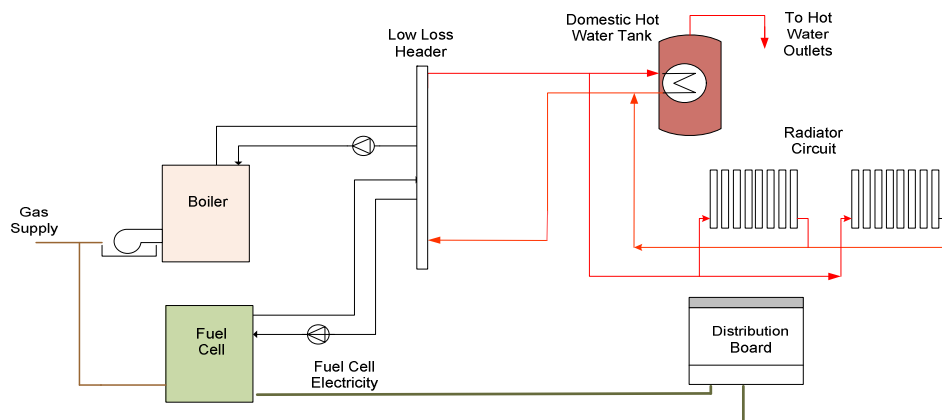 Domestic Hot
Water Tank
To Hot
Water
Outlets
Low Loss
Header
Radiator
Circuit
Boiler
Gas
Supply
Fuel
Cell
Fuel Cell
Electricity
Distribution
Board